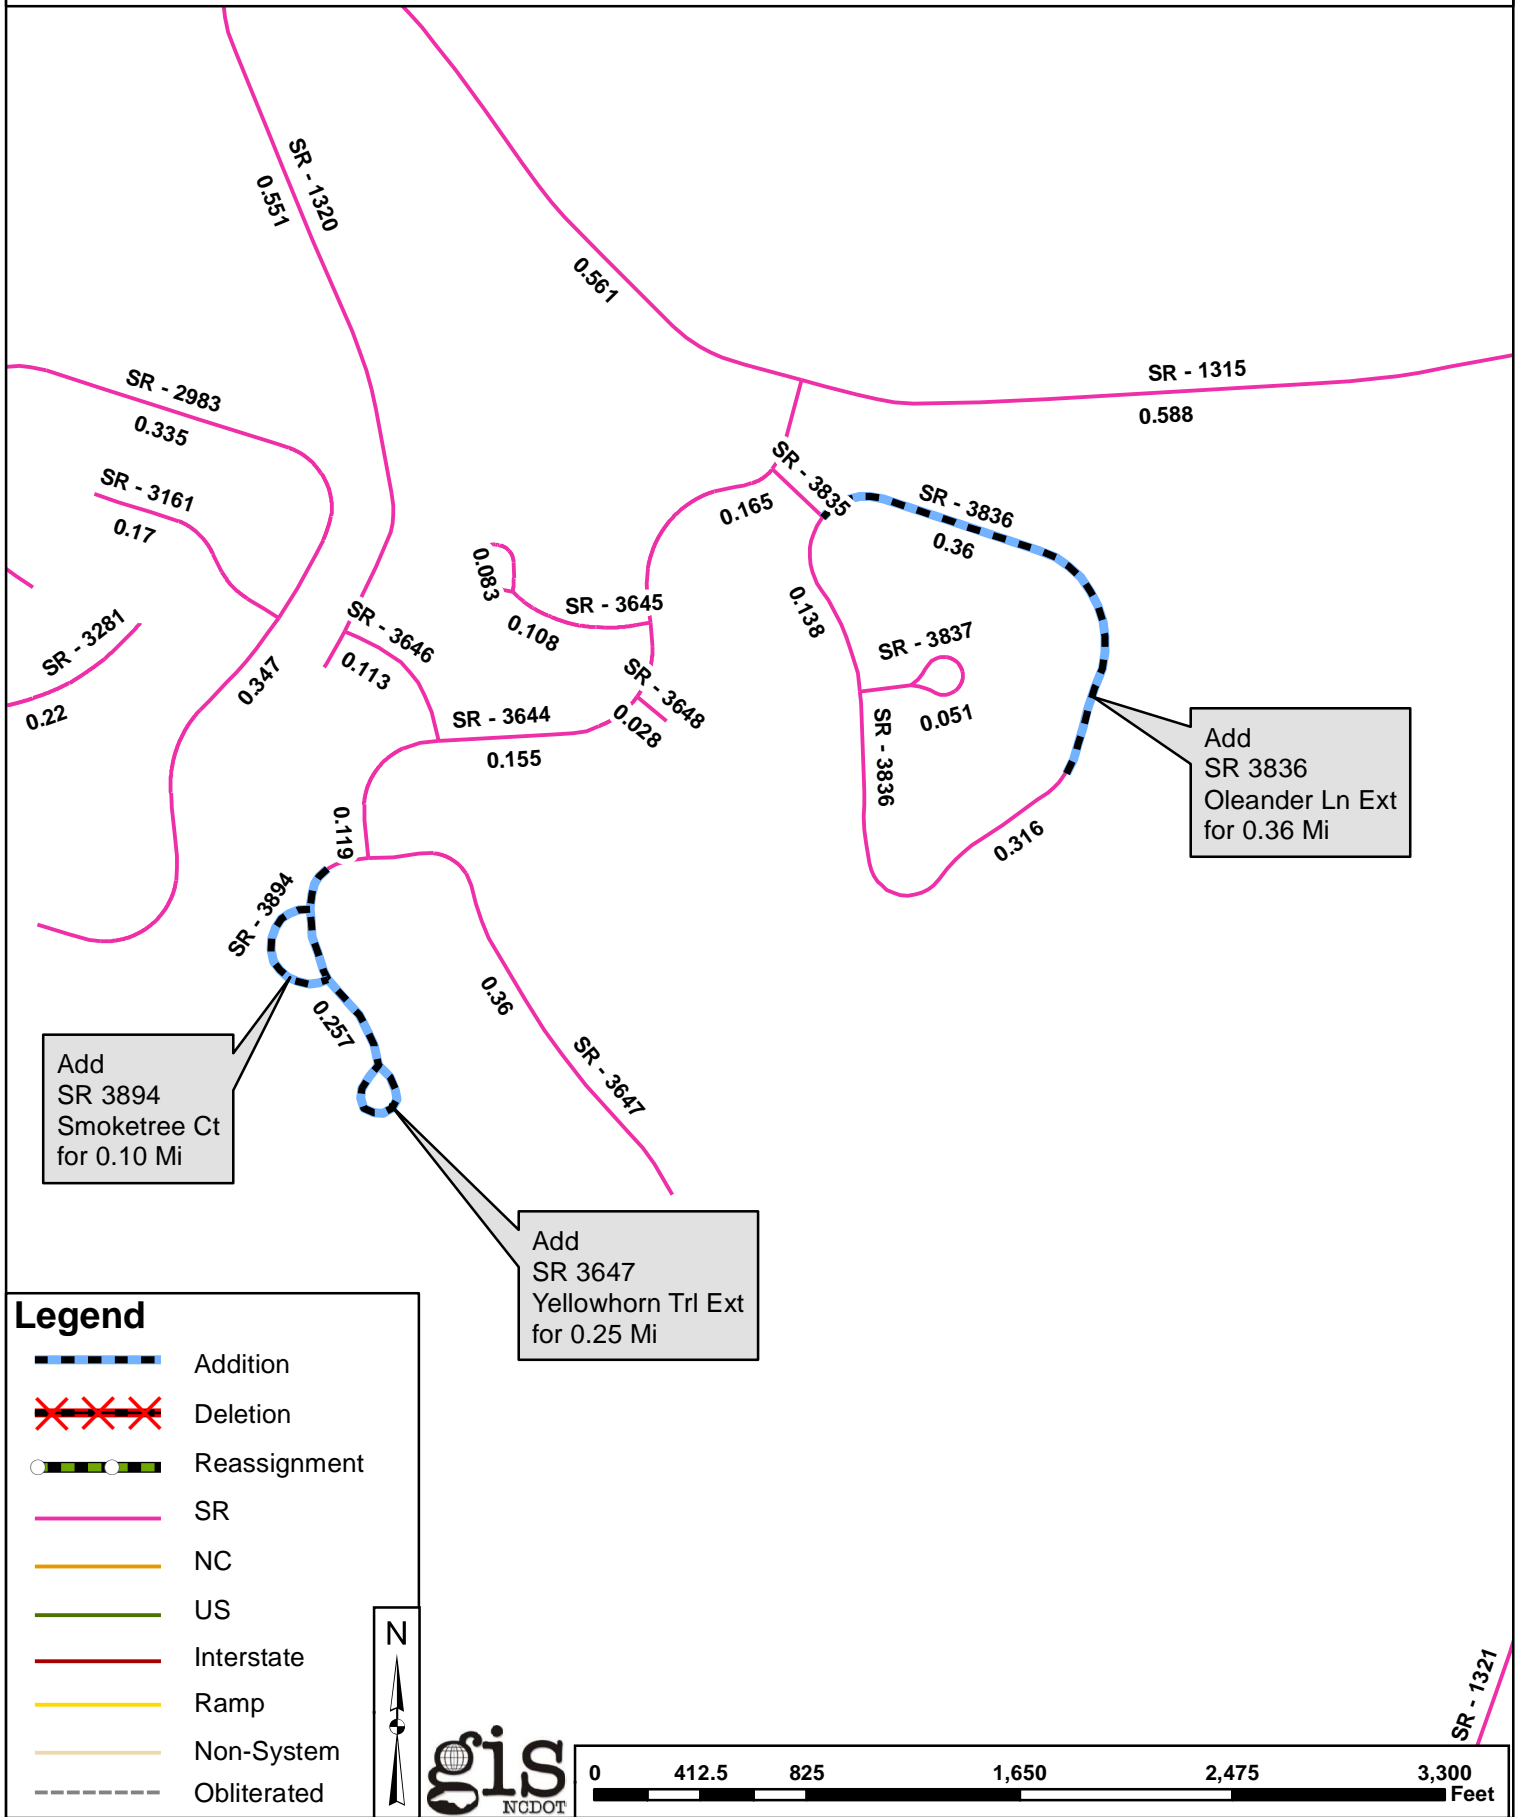 SR - 1320
0.551
0.561
SR - 1315
0.588
SR - 2983
0.335
SR - 3161
0.17
SR - 3281
0.22
0.347
SR - 3646
0.113
0.083
SR - 3645
0.108
0.165
SR - 3835
SR - 3836
0.36
0.138
SR - 3837
0.051
SR - 3648
0.028
SR - 3644
0.155
SR - 3836
0.316
0.119
SR - 3894
0.257
0.36
SR - 3647
Add
SR 3836
Oleander Ln Ext
for 0.36 Mi
Add
SR 3894
Smoketree Ct
for 0.10 Mi
Add
SR 3647
Yellowhorn Trl Ext
for 0.25 Mi
Legend
Addition
Deletion
Reassignment
SR
NC
US
Interstate
Ramp
Non-System
Obliterated
N
gis
NCDOT
0 412.5 825 1,650 2,475 3,300
Feet
SR - 1321